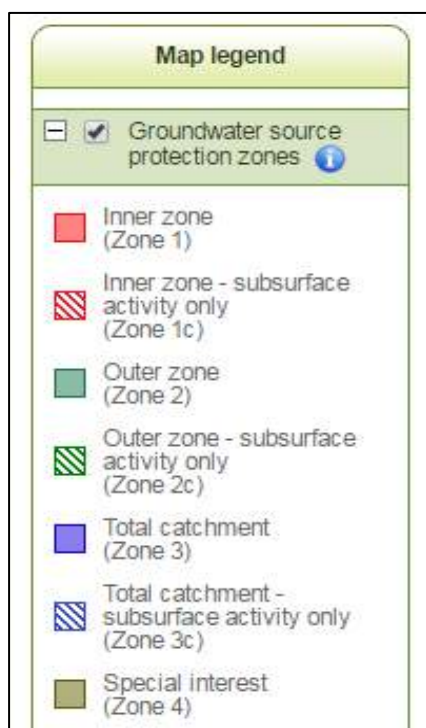 Map legend
Groundwater source
protection zones
Inner zone
(Zone 1)
Inner zone - subsurface
activity only
(Zone 1c)
Outer zone
(Zone 2)
Outer zone - subsurface
activity only
(Zone 2c)
Total catchment
(Zone 3)
Total catchment -
subsurface activity only
(Zone 3c)
Special interest
(Zone 4)